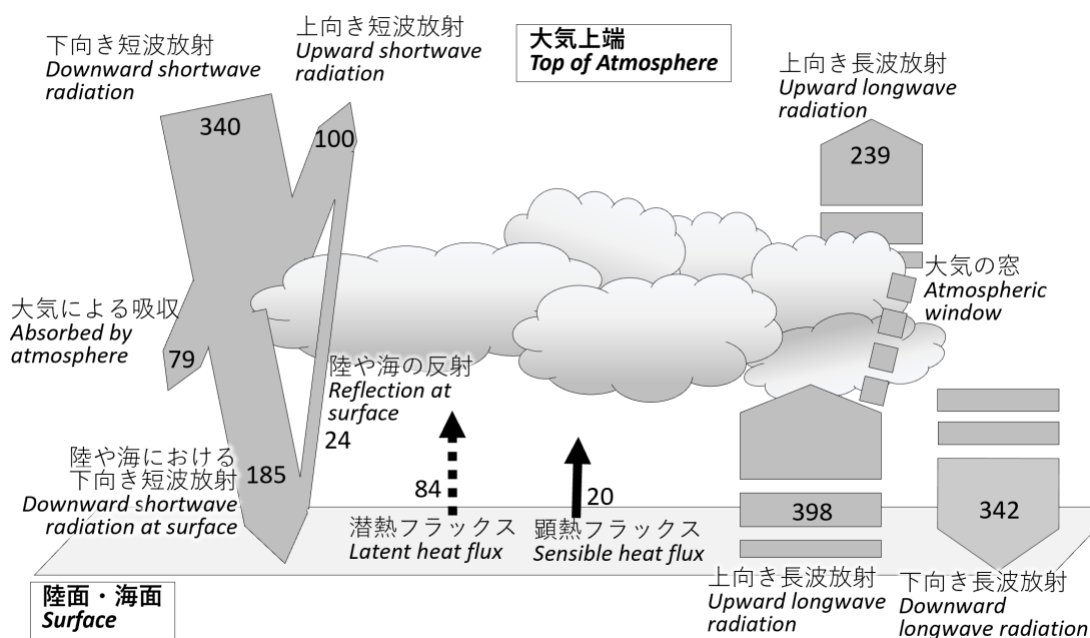 下向き短波放射
Downward shortwave
radiation
340
上向き短波放射
Upward shortwave
radiation
100
大気上端
Top of Atmosphere
上向き長波放射
Upward longwave
radiation
239
大気による吸収
Absorbed by
atmosphere
79
大気の窓
Atmospheric
window
陸や海の反射
Reflection at
surface
24
陸や海における
下向き短波放射
Downward shortwave
radiation at surface
185
84
潜熱フラックス
Latent heat flux
20
顕熱フラックス
Sensible heat flux
398
上向き長波放射
Upward longwave
radiation
342
下向き長波放射
Downward
longwave radiation
陸面・海面
Surface